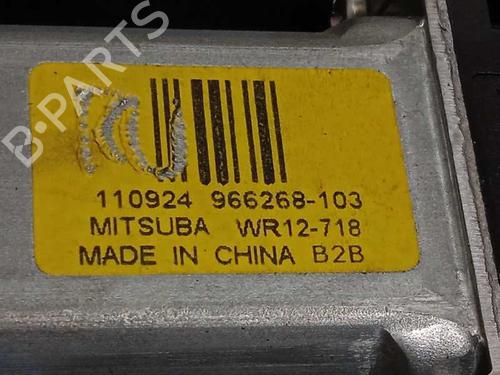 B-PARTS
110924 966268-103
MITSUBA WR12-718
MADE IN CHINA B2B